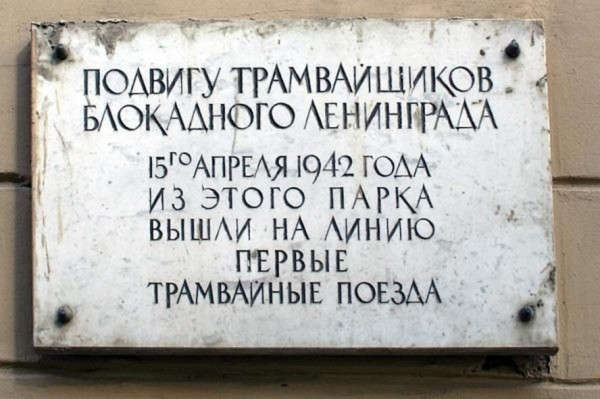 ПОДВИГУ ТРАМВАЙЩИКОВ
БЛОКАДНОГО ЛЕНИНГРАДА
15ГО АПРЕЛЯ 1942 ГОДА
ИЗ ЭТОГО ПАРКА
ВЫШЛИ НА ЛИНИЮ
ПЕРВЫЕ
ТРАМВАЙНЫЕ ПОЕЗДА